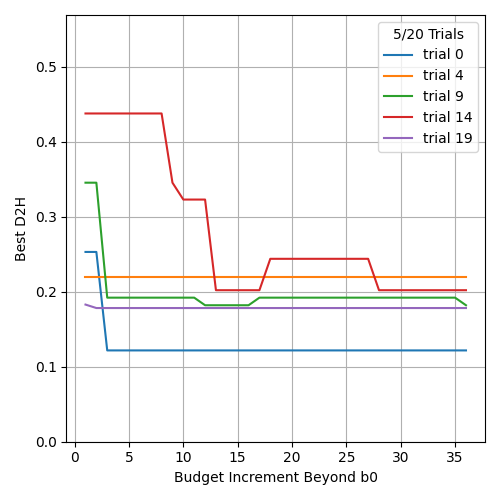 5/20 Trials
trial 0
trial 4
trial 9
trial 14
trial 19
Best D2H
0.5
0.4
0.3
0.2
0.1
0.0
0 5 10 15 20 25 30 35
Budget Increment Beyond b0